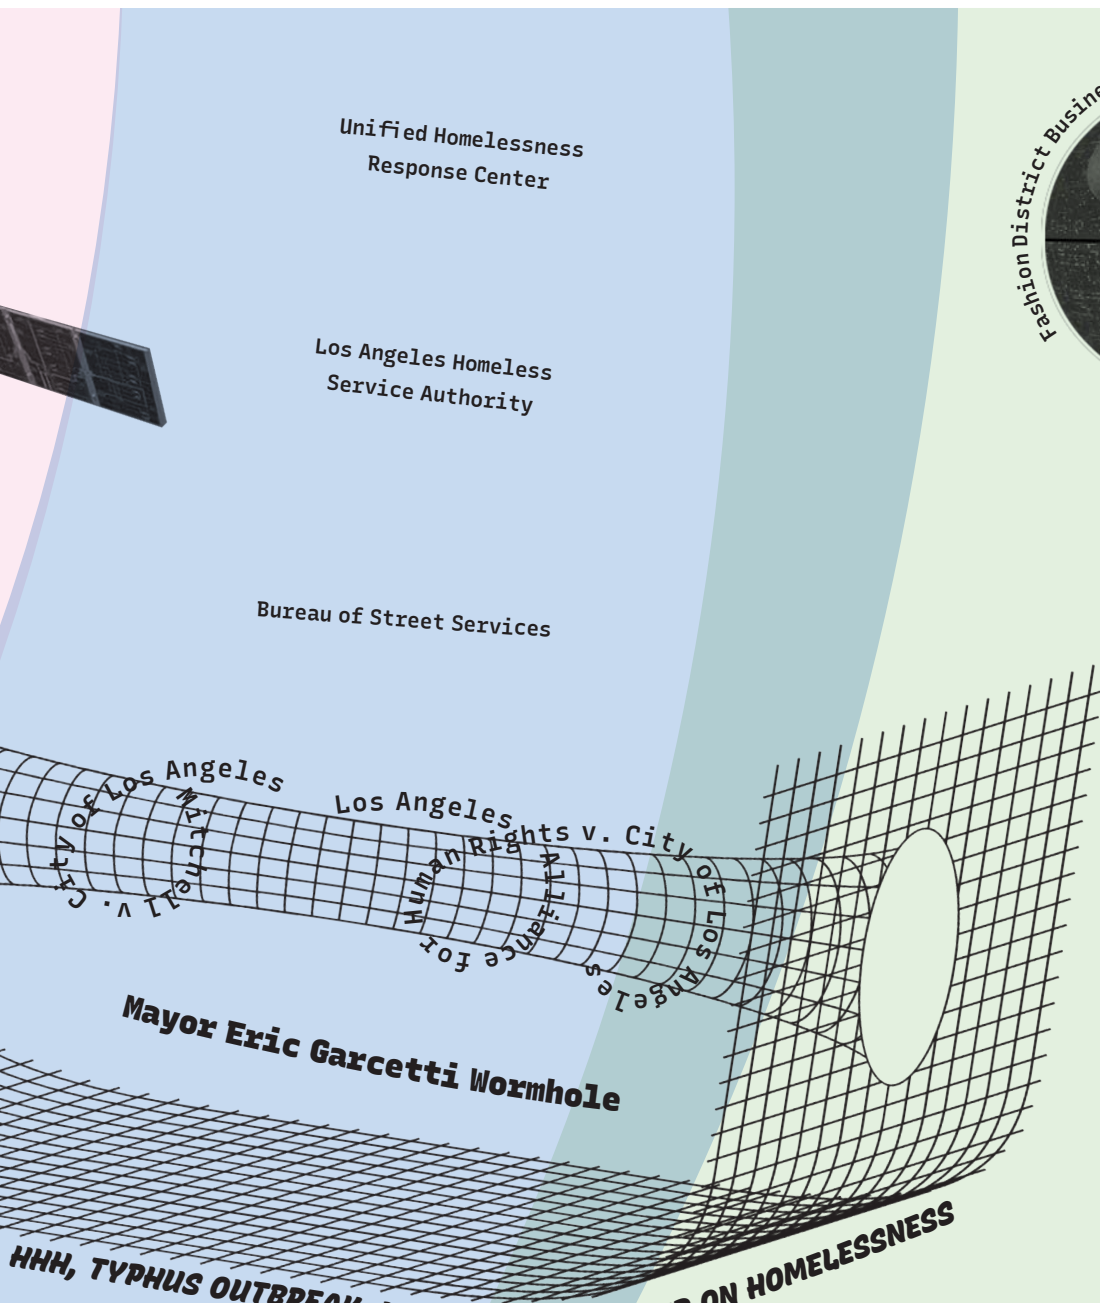 Unified Homelessness
Response Center
Fashion District
Los Angeles Homeless
Service Authority
Bureau of Street Services
Mitchell v. City of Los Angeles
Los Angeles
Alliance for Human Rights v. City of Los Angeles
Mayor Eric Garcetti Wormhole
HHH, TYPHUS OUTBREAK,
ON HOMELESSNESS